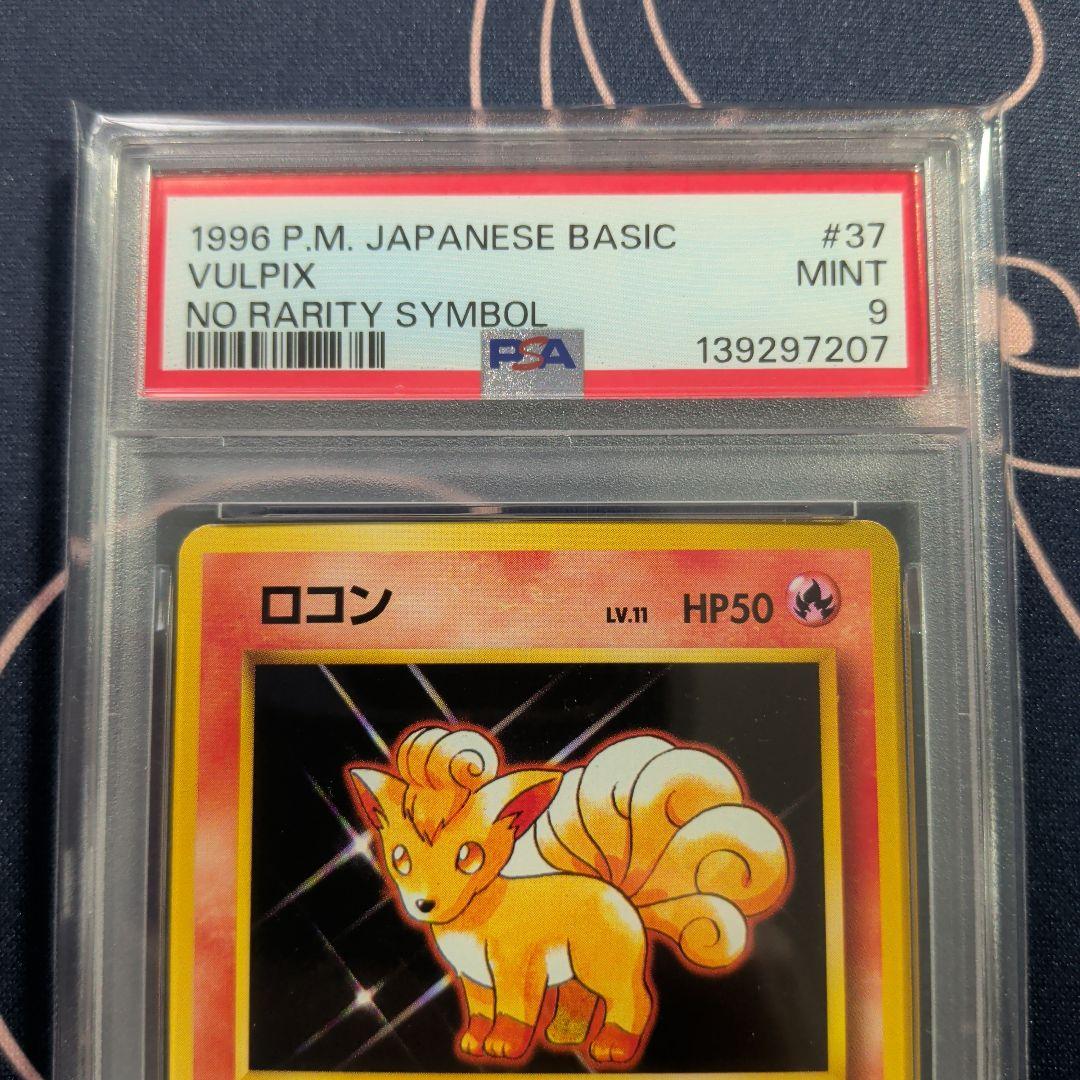 1996 P.M. JAPANESE BASIC #37
VULPIX MINT
NO RARITY SYMBOL 9
PSA 139297207
ロコン LV.11 HP50